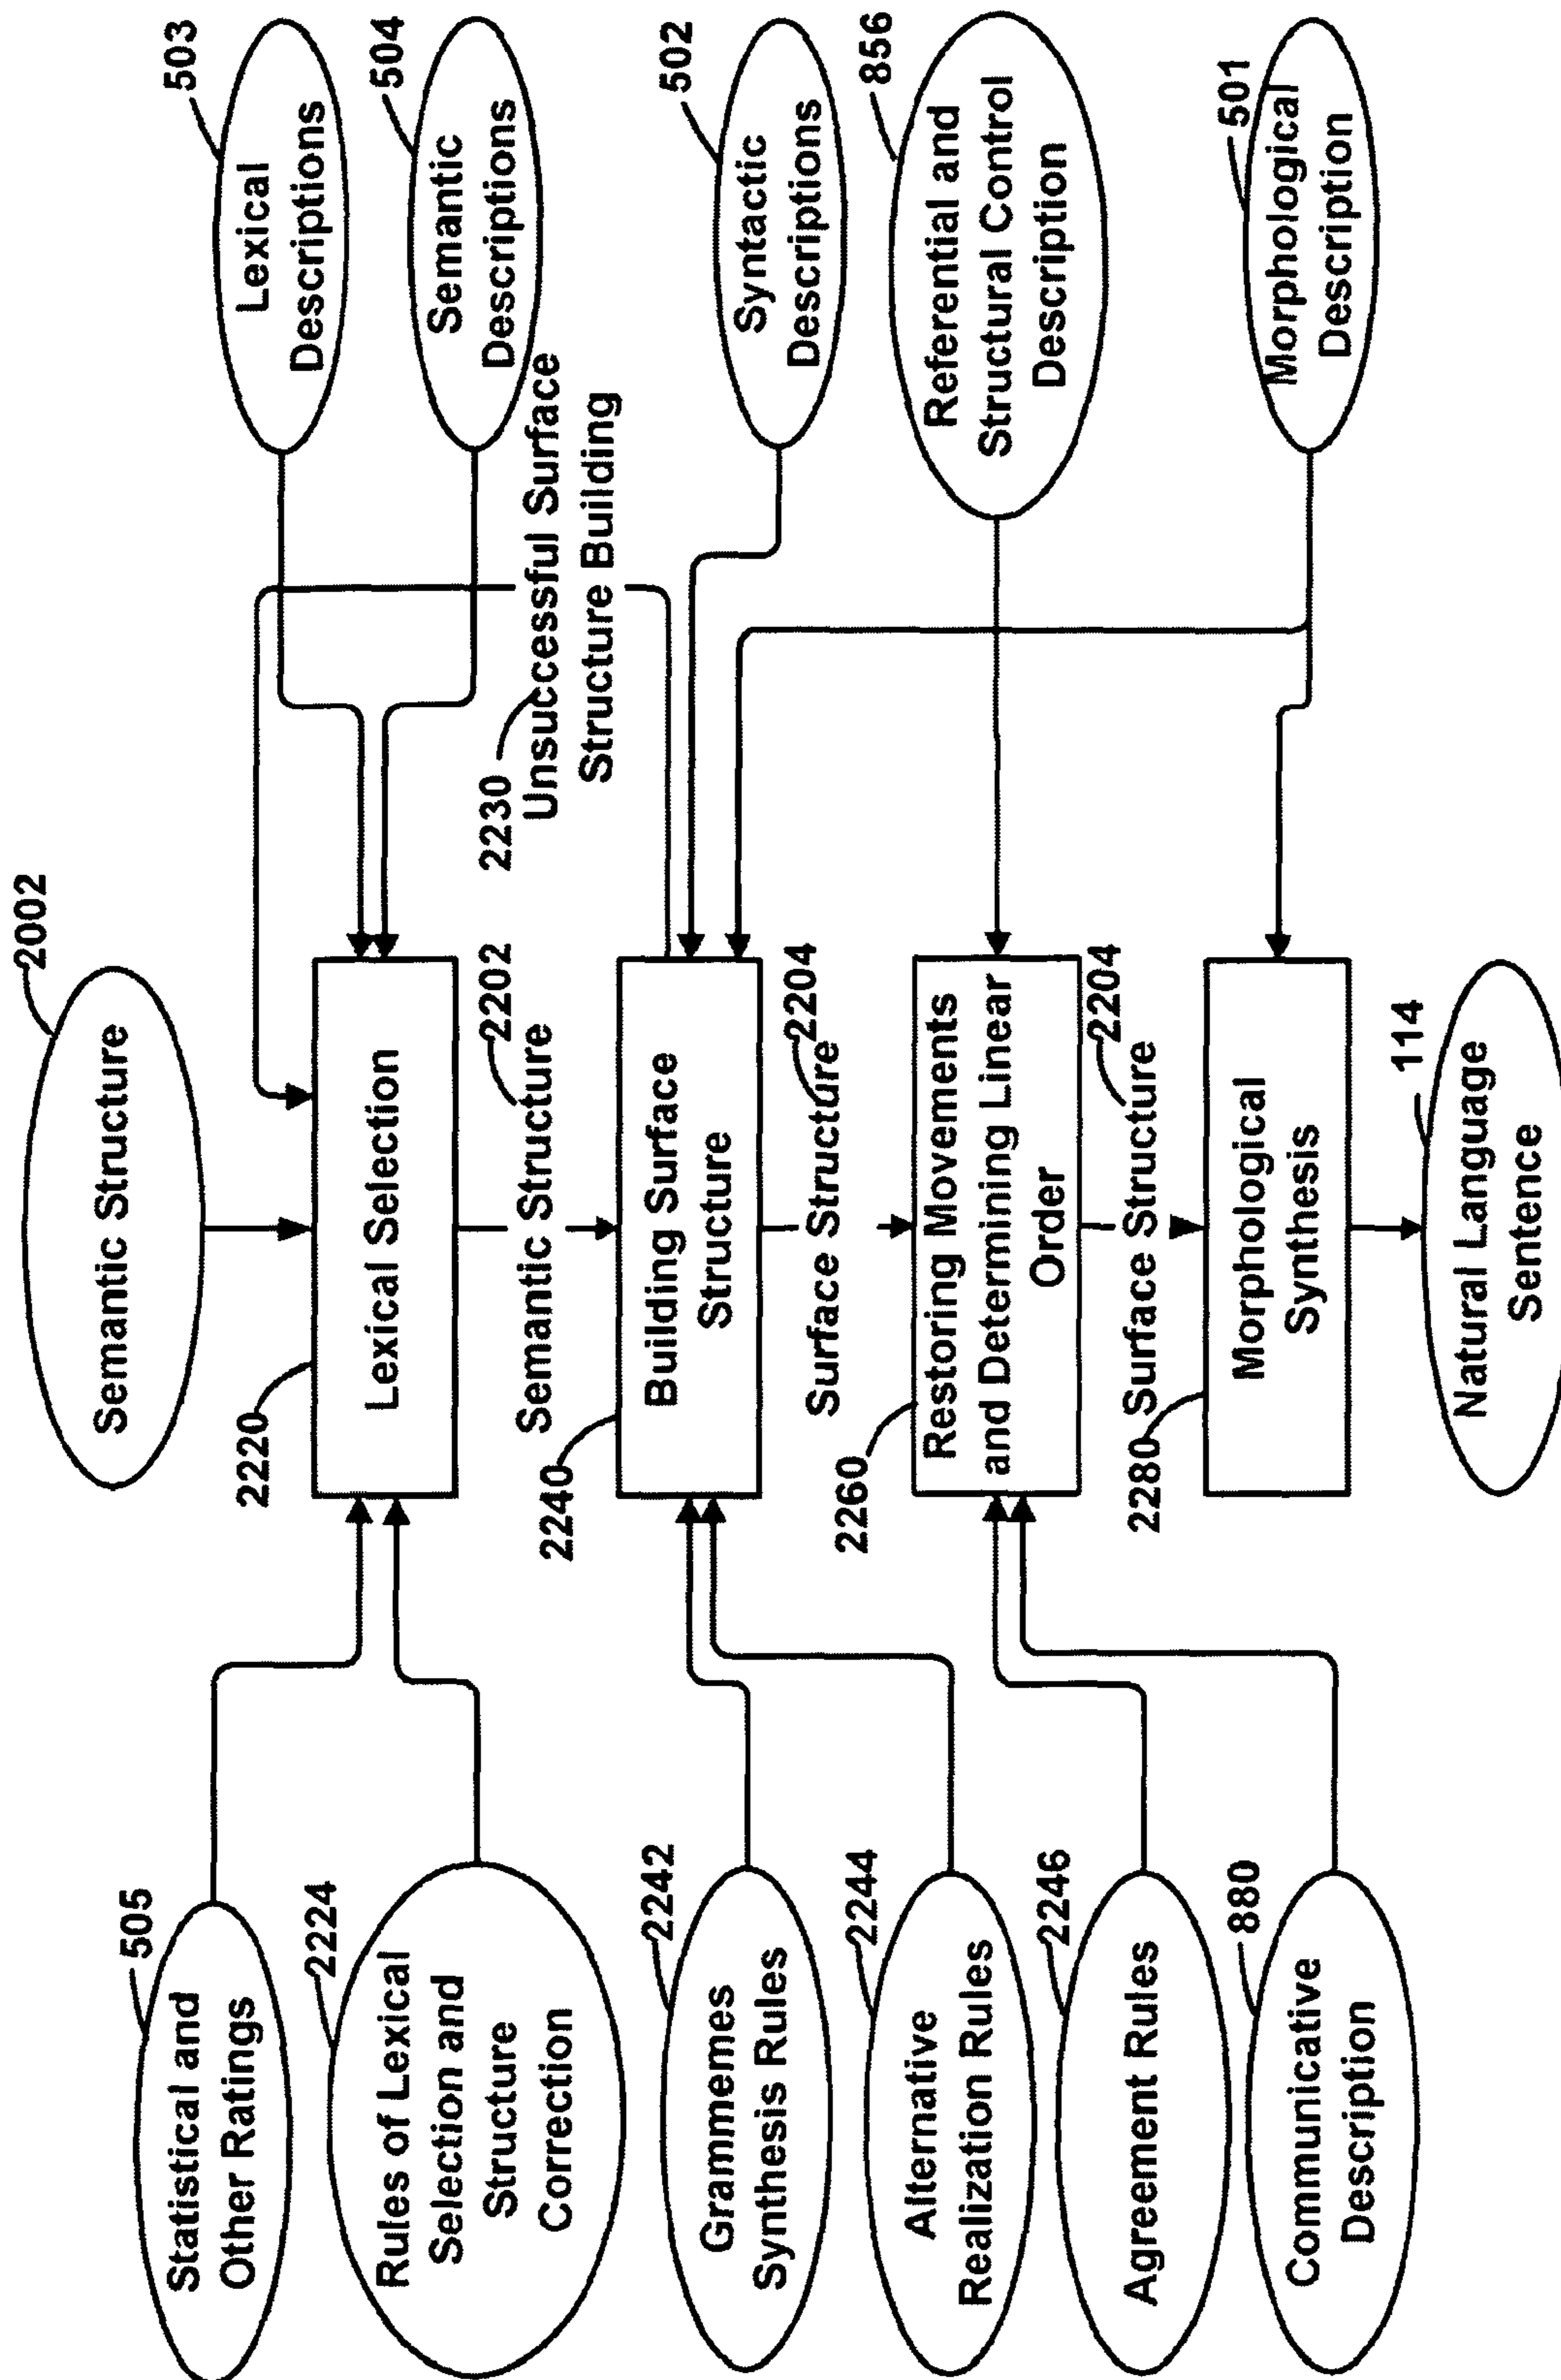 2002
Semantic Structure
505
Statistical and
Other Ratings
2220
Lexical Selection
503
Lexical
Descriptions
2224
Rules of Lexical
Selection and
Structure
Correction
2202
Semantic Structure
504
Semantic
Descriptions
2230
Unsuccessful Surface
Structure Building
2242
Grammemes
Synthesis Rules
2240
Building Surface
Structure
502
Syntactic
Descriptions
2244
Alternative
Realization Rules
2204
Surface Structure
856
Referential and
Structural Control
Description
2260
Restoring Movements
and Determining Linear
Order
2246
Agreement Rules
2204
Surface Structure
501
Morphological
Description
880
Communicative
Description
2280
Morphological
Synthesis
114
Natural Language
Sentence